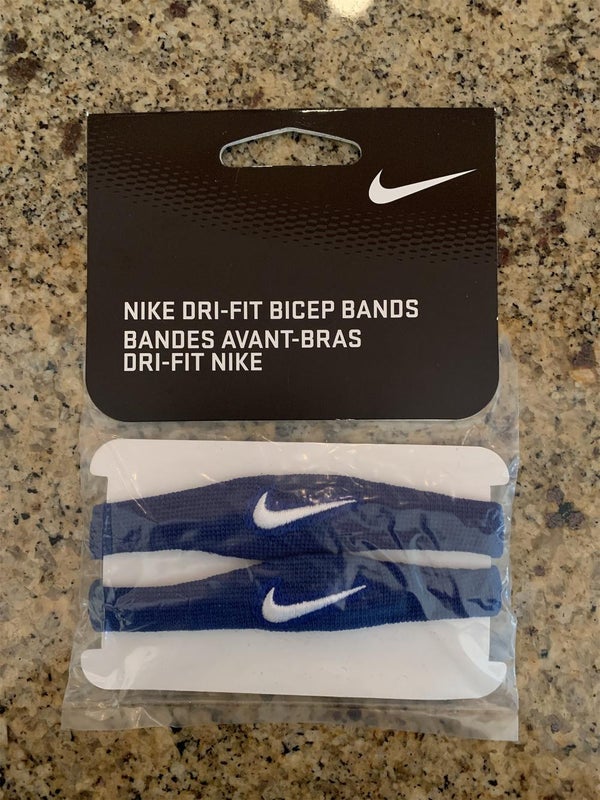 NIKE DRI-FIT BICEP BANDS
BANDES AVANT-BRAS
DRI-FIT NIKE